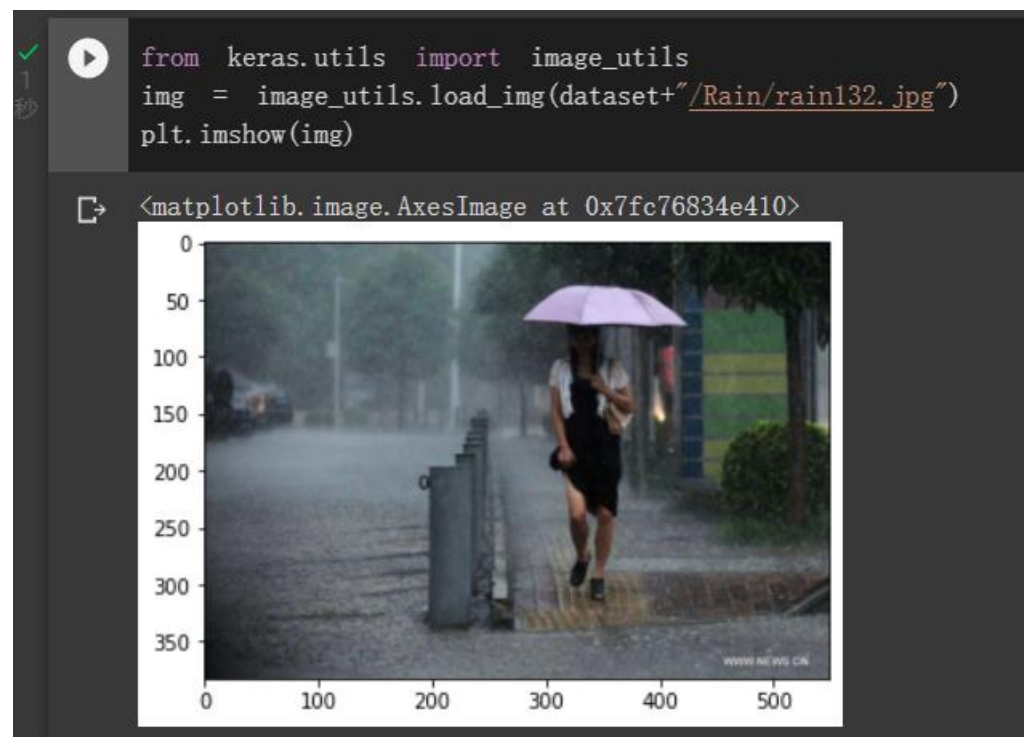 from keras.utils import image_utils
1
img = image_utils.load_img(dataset+"/Rain/rain132.jpg")
秒
plt.imshow(img)
<matplotlib.image.AxesImage at 0x7fc76834e410>
0
50
100
150
200
250
300
350
WWW.NEWS.CN
0 100 200 300 400 500